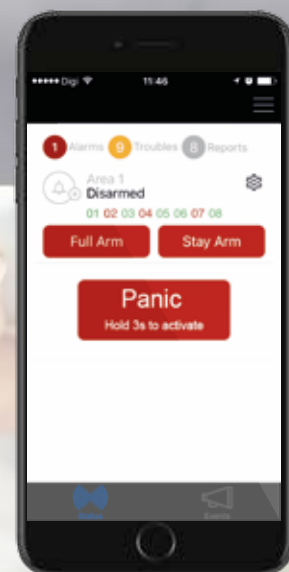 Digi 11:46
1 Alarms 9 Troubles 8 Reports
Area 1
Disarmed
01 02 03 04 05 06 07 08
Full Arm Stay Arm
Panic
Hold 3s to activate
Events